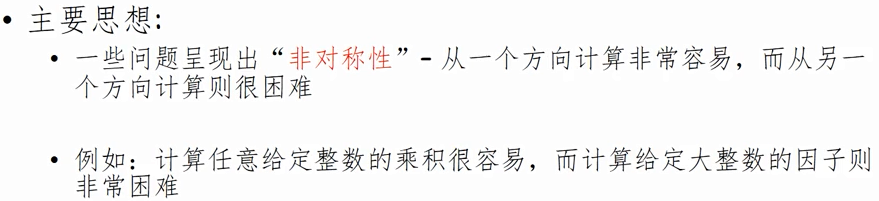 • 主要思想:
• 一些问题呈现出“非对称性”- 从一个方向计算非常容易，而从另一
个方向计算则很困难
• 例如：计算任意给定整数的乘积很容易，而计算给定大整数的因子则
非常困难